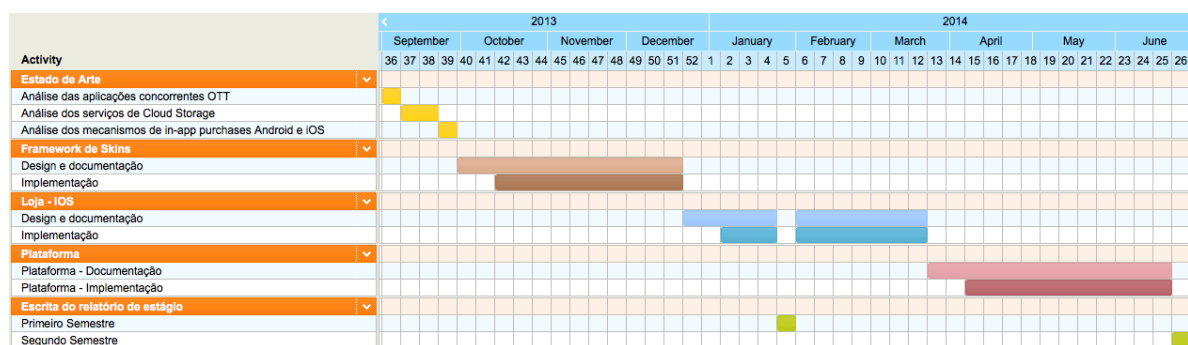 2013 2014
September October November December January February March April May June
Activity 36 37 38 39 40 41 42 43 44 45 46 47 48 49 50 51 52 1 2 3 4 5 6 7 8 9 10 11 12 13 14 15 16 17 18 19 20 21 22 23 24 25 26
Estado de Arte
Análise das aplicações concorrentes OTT
Análise dos serviços de Cloud Storage
Análise dos mecanismos de in-app purchases Android e iOS
Framework de Skins
Design e documentação
Implementação
Loja - IOS
Design e documentação
Implementação
Plataforma
Plataforma - Documentação
Plataforma - Implementação
Escrita do relatório de estágio
Primeiro Semestre
Segundo Semestre